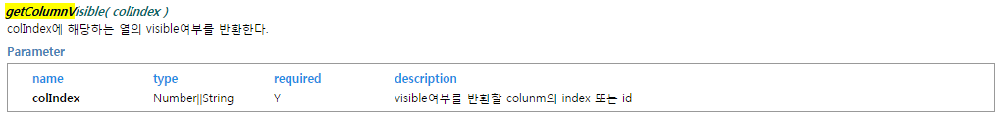 getColumnVisible( colIndex )
colIndex에 해당하는 열의 visible여부를 반환한다.
Parameter
name type required description
colIndex Number||String Y visible여부를 반환할 colunm의 index 또는 id